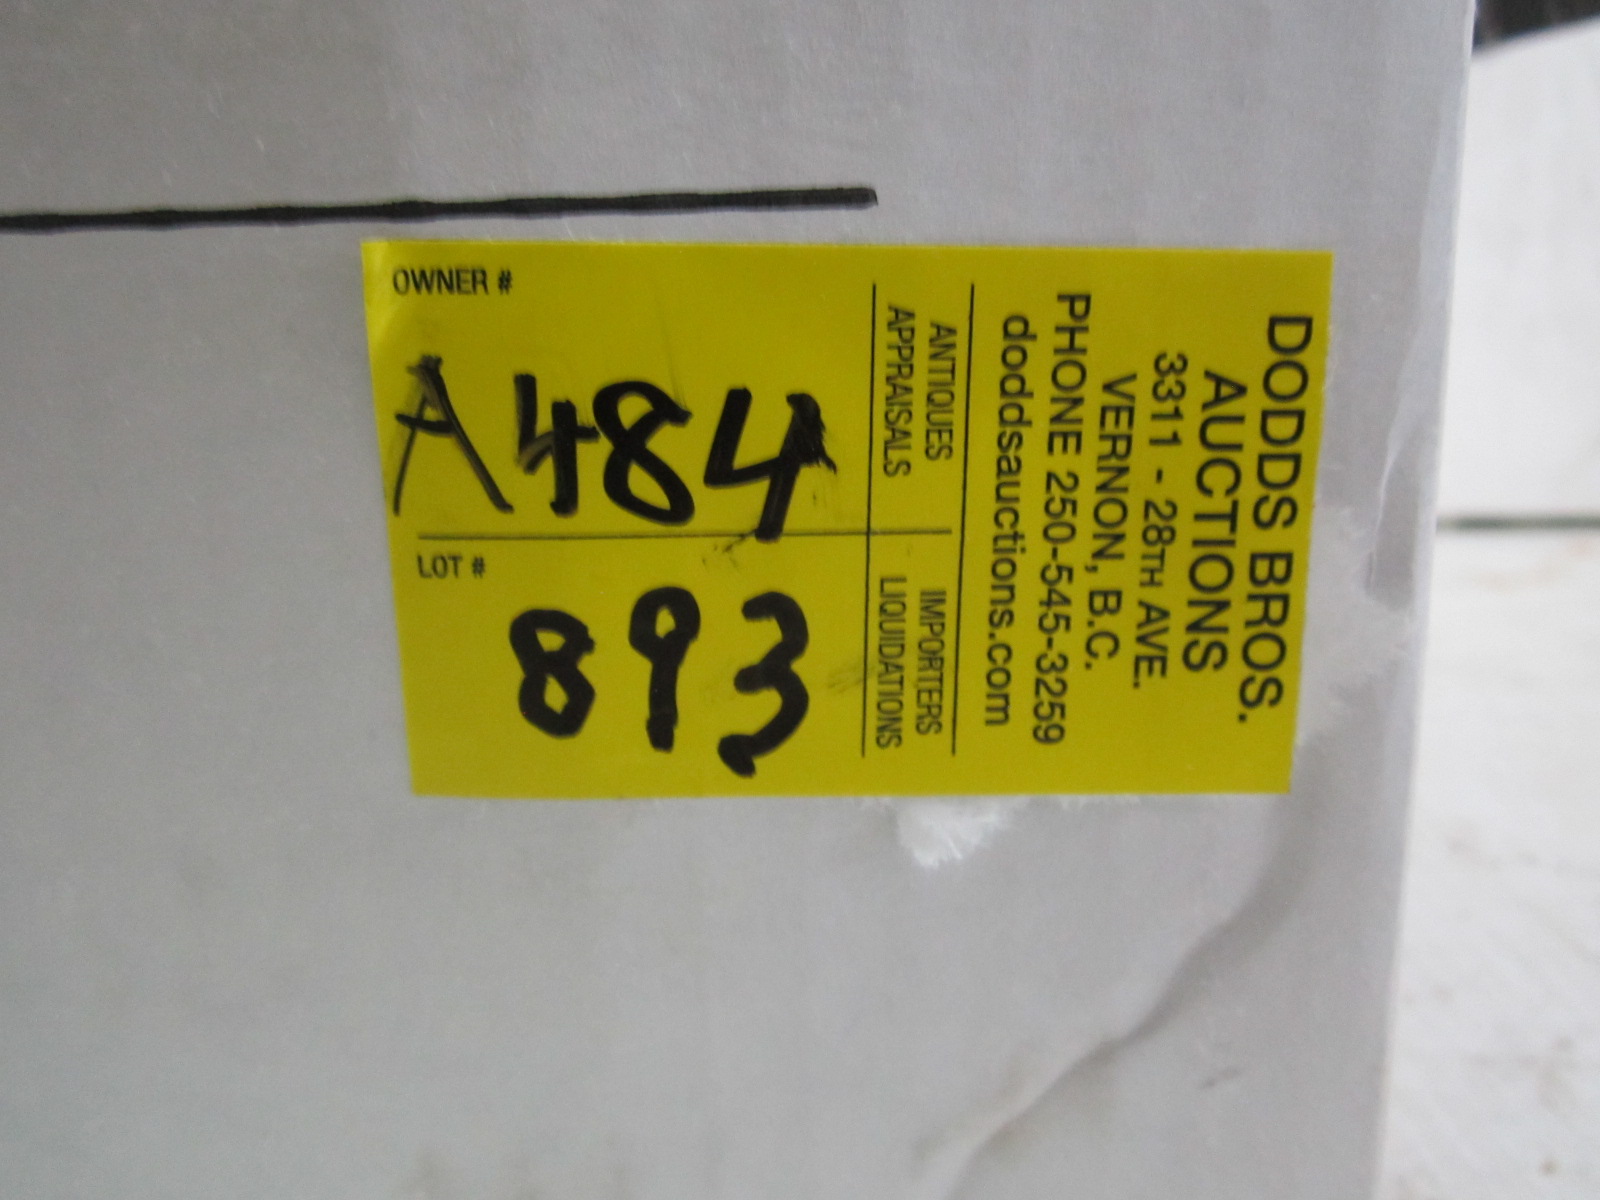 DODDS BROS.
AUCTIONS
3311 - 28TH AVE.
VERNON, B.C.
PHONE 250-545-3259
doddsauctions.com
ANTIQUES IMPORTERS
APPRAISALS LIQUIDATIONS
OWNER #
A484
LOT #
893